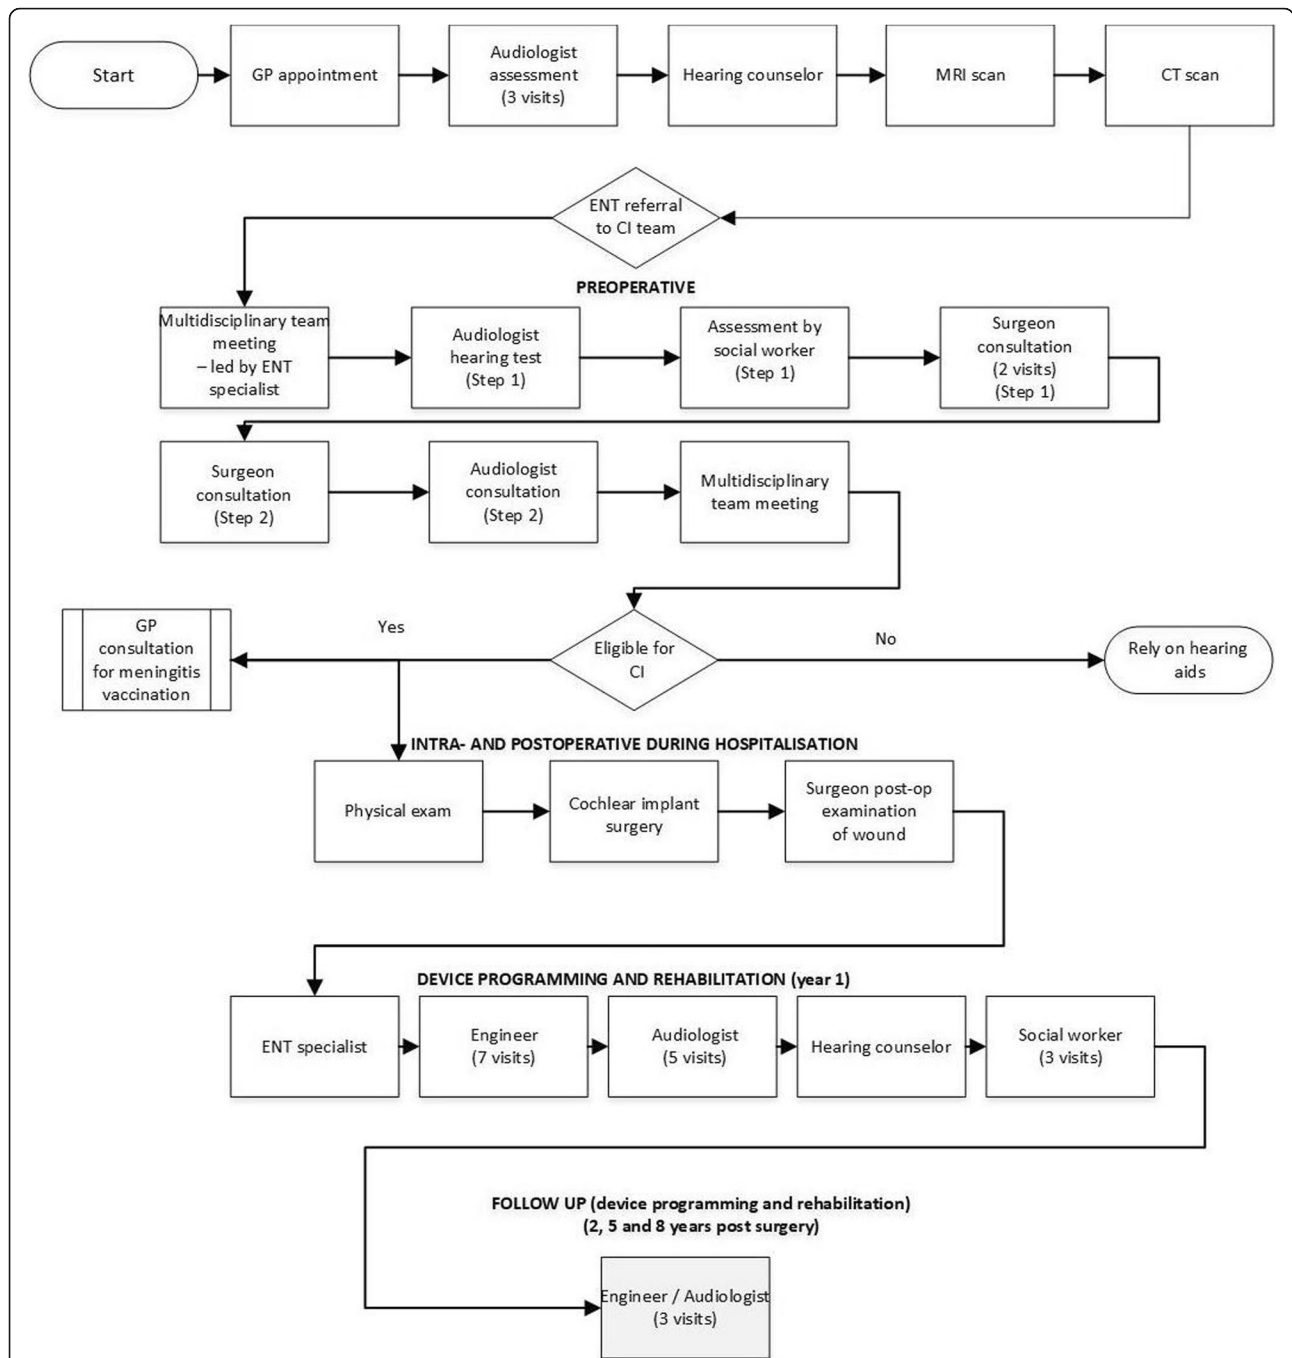 Start
GP appointment
Audiologist
assessment
(3 visits)
Hearing counselor
MRI scan
CT scan
ENT referral
to CI team
PREOPERATIVE
Multidisciplinary team
meeting
– led by ENT
specialist
Audiologist
hearing test
(Step 1)
Assessment by
social worker
(Step 1)
Surgeon
consultation
(2 visits)
(Step 1)
Surgeon
consultation
(Step 2)
Audiologist
consultation
(Step 2)
Multidisciplinary
team meeting
GP
consultation
for meningitis
vaccination
Yes
Eligible for
CI
No
Rely on hearing
aids
INTRA- AND POSTOPERATIVE DURING HOSPITALISATION
Physical exam
Cochlear implant
surgery
Surgeon post-op
examination
of wound
DEVICE PROGRAMMING AND REHABILITATION (year 1)
ENT specialist
Engineer
(7 visits)
Audiologist
(5 visits)
Hearing counselor
Social worker
(3 visits)
FOLLOW UP (device programming and rehabilitation)
(2, 5 and 8 years post surgery)
Engineer / Audiologist
(3 visits)